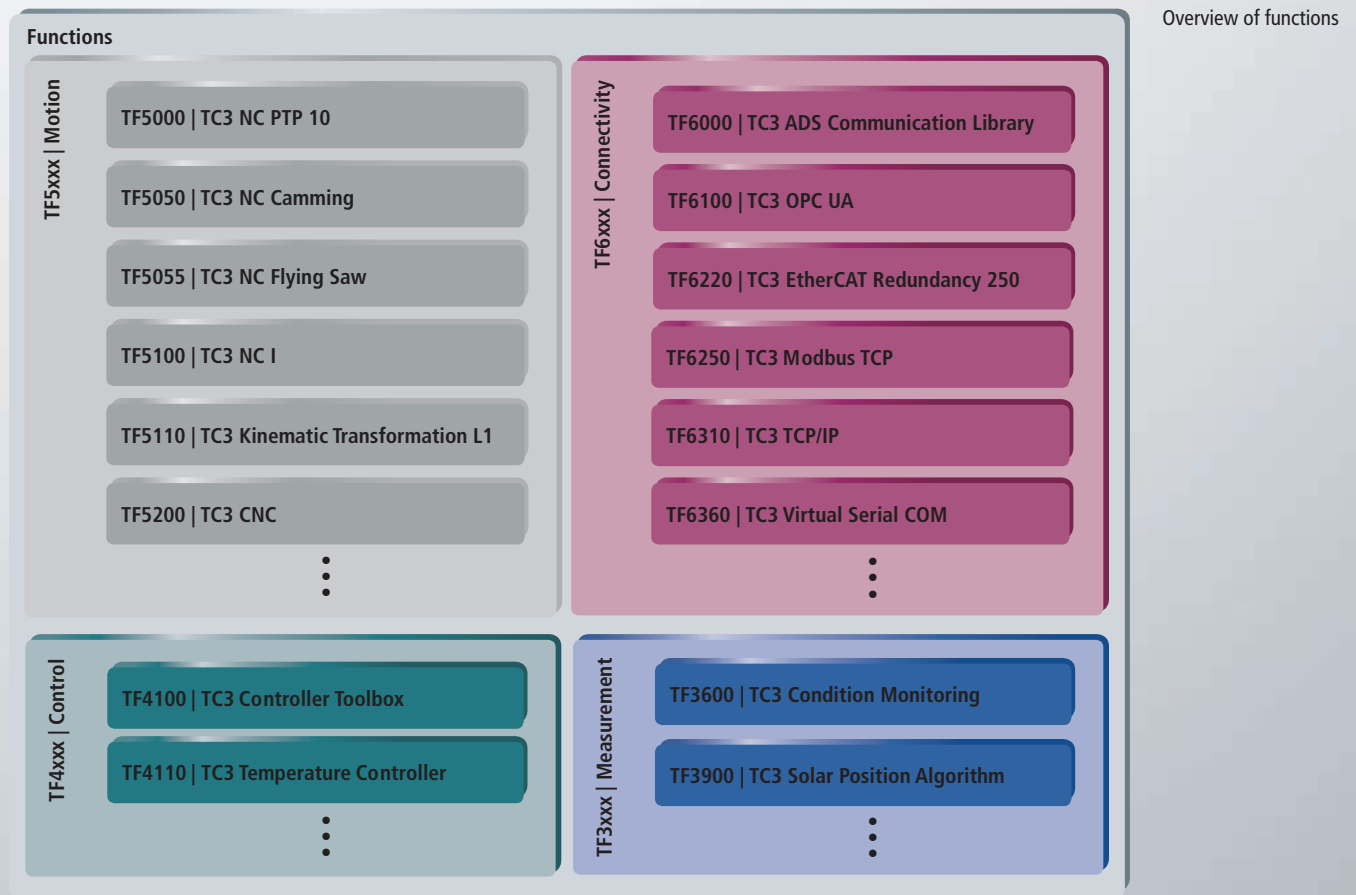 Overview of functions
Functions
TF5xxx | Motion
TF5000 | TC3 NC PTP 10
TF5050 | TC3 NC Camming
TF5055 | TC3 NC Flying Saw
TF5100 | TC3 NC I
TF5110 | TC3 Kinematic Transformation L1
TF5200 | TC3 CNC
TF6xxx | Connectivity
TF6000 | TC3 ADS Communication Library
TF6100 | TC3 OPC UA
TF6220 | TC3 EtherCAT Redundancy 250
TF6250 | TC3 Modbus TCP
TF6310 | TC3 TCP/IP
TF6360 | TC3 Virtual Serial COM
TF4xxx | Control
TF4100 | TC3 Controller Toolbox
TF4110 | TC3 Temperature Controller
TF3xxx | Measurement
TF3600 | TC3 Condition Monitoring
TF3900 | TC3 Solar Position Algorithm